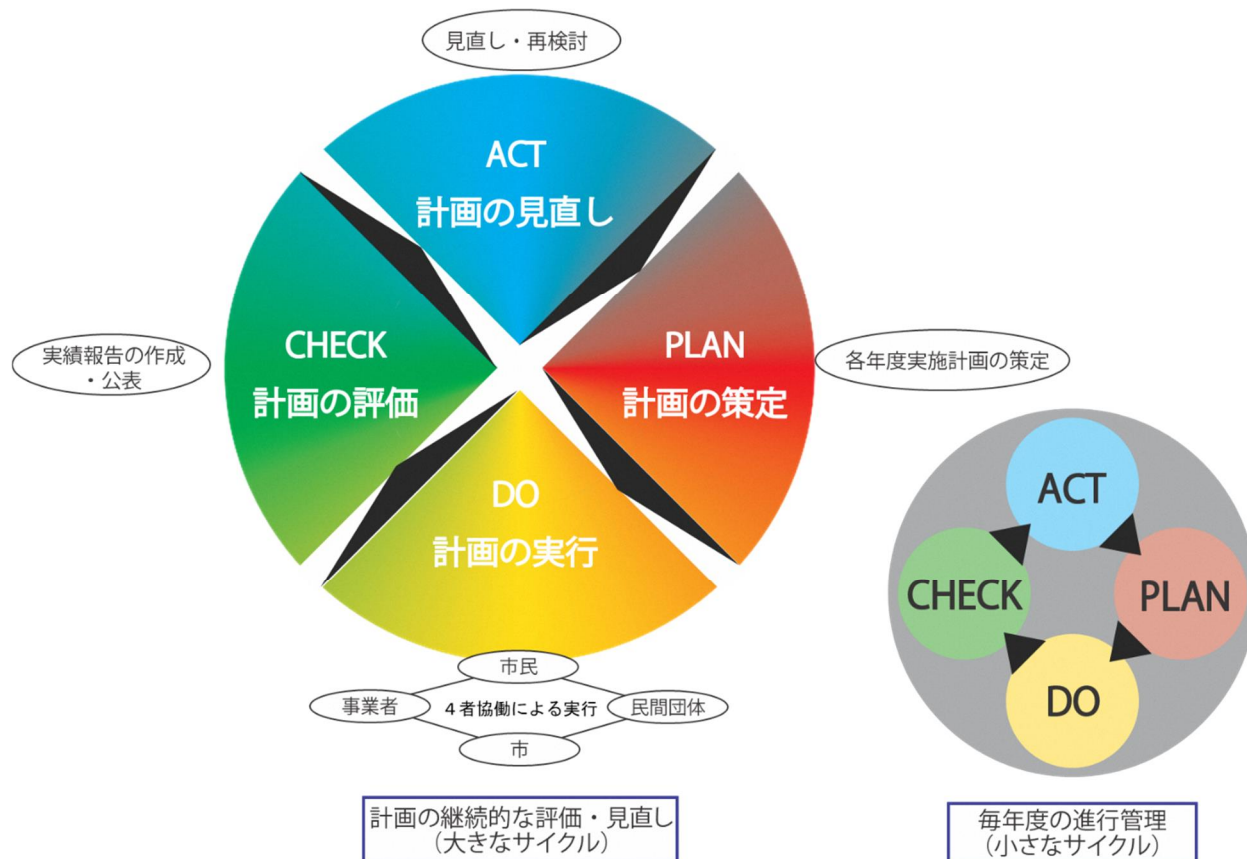 見直し・再検討
ACT
計画の見直し
CHECK
計画の評価
PLAN
計画の策定
実績報告の作成
・公表
各年度実施計画の策定
DO
計画の実行
市民
事業者
4者協働による実行
民間団体
市
計画の継続的な評価・見直し
(大きなサイクル)
ACT
CHECK
PLAN
DO
毎年度の進行管理
(小さなサイクル)